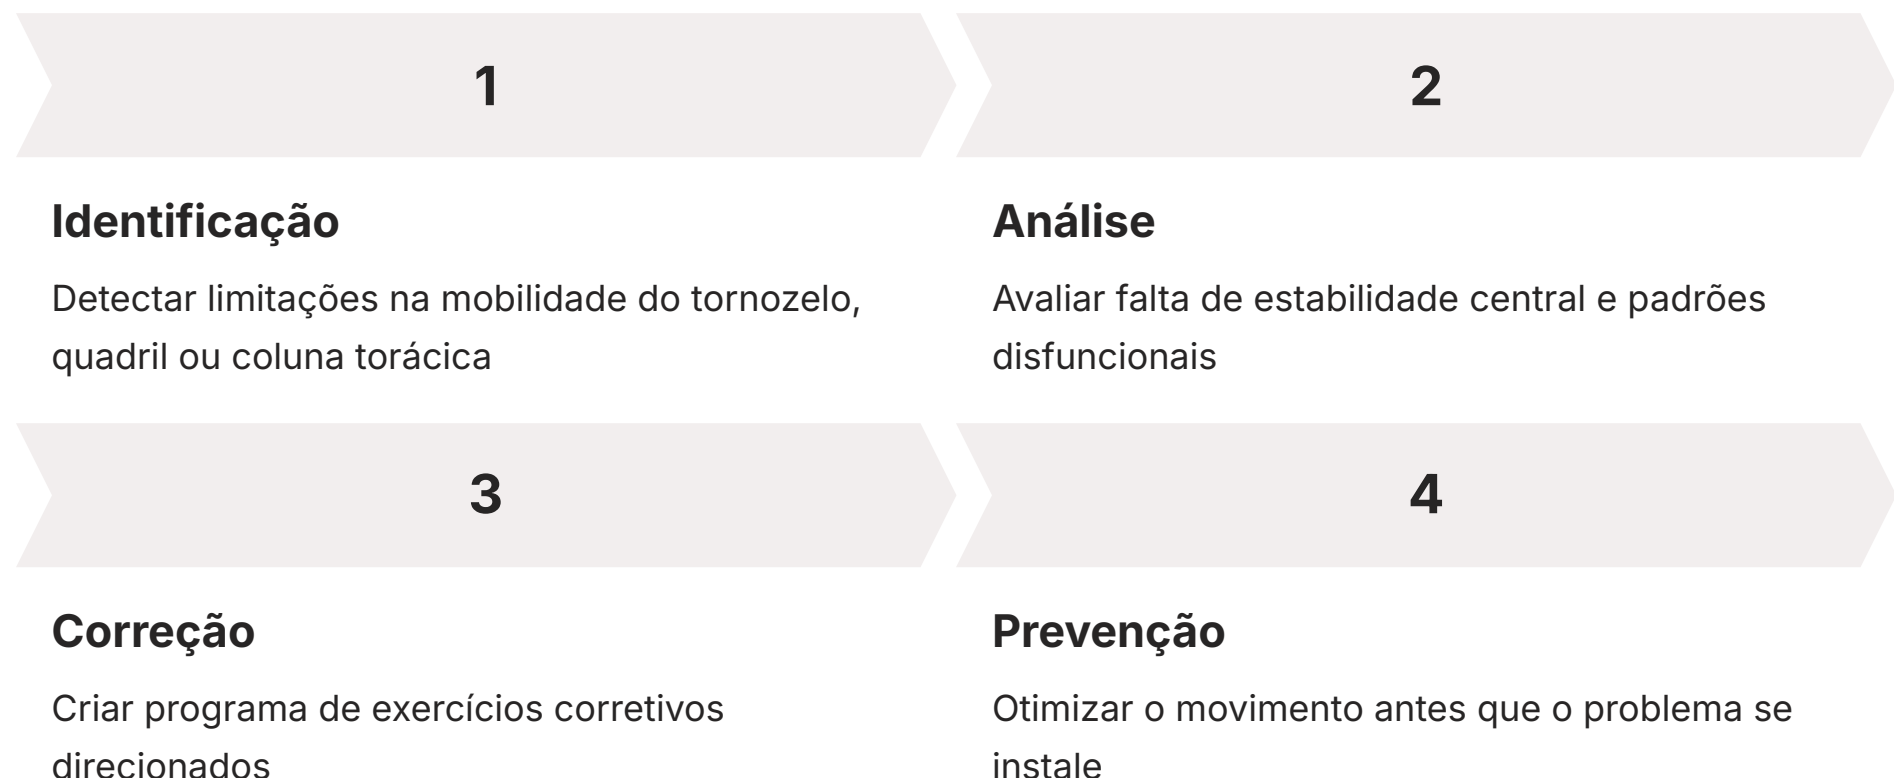 1
2
Identificação
Detectar limitações na mobilidade do tornozelo,
quadril ou coluna torácica
Análise
Avaliar falta de estabilidade central e padrões
disfuncionais
3
4
Correção
Criar programa de exercícios corretivos
direcionados
Prevenção
Otimizar o movimento antes que o problema se
instale